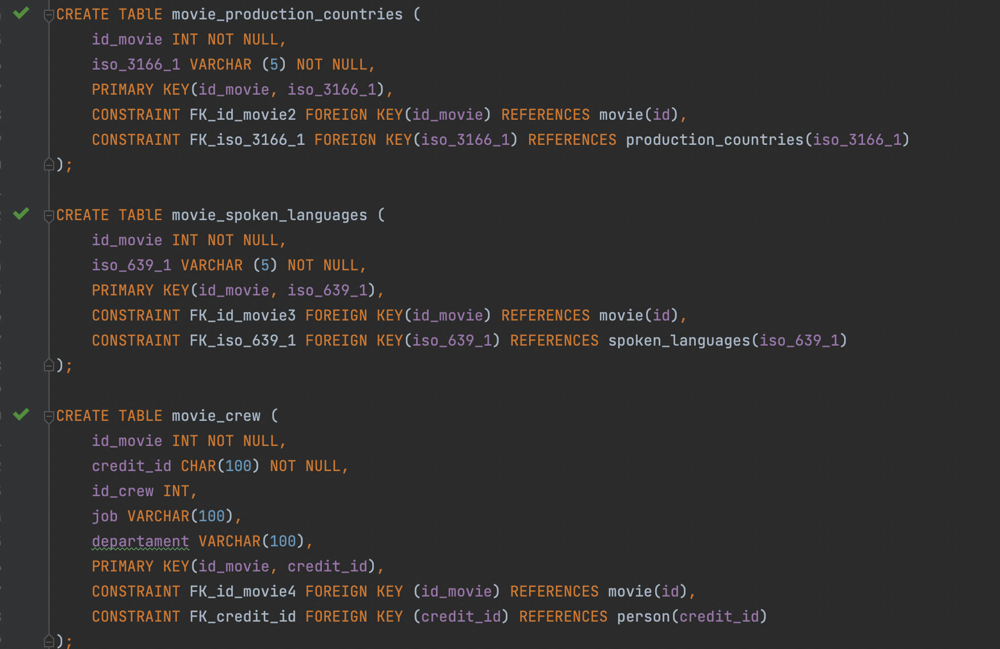 CREATE TABlE movie_production_countries (
id_movie INT NOT NULL,
iso_3166_1 VARCHAR (5) NOT NULL,
PRIMARY KEY(id_movie, iso_3166_1),
CONSTRAINT FK_id_movie2 FOREIGN KEY(id_movie) REFERENCES movie(id),
CONSTRAINT FK_iso_3166_1 FOREIGN KEY(iso_3166_1) REFERENCES production_countries(iso_3166_1)
);
CREATE TABlE movie_spoken_languages (
id_movie INT NOT NULL,
iso_639_1 VARCHAR (5) NOT NULL,
PRIMARY KEY(id_movie, iso_639_1),
CONSTRAINT FK_id_movie3 FOREIGN KEY(id_movie) REFERENCES movie(id),
CONSTRAINT FK_iso_639_1 FOREIGN KEY(iso_639_1) REFERENCES spoken_languages(iso_639_1)
);
CREATE TABLE movie_crew (
id_movie INT NOT NULL,
credit_id CHAR(100) NOT NULL,
id_crew INT,
job VARCHAR(100),
departament VARCHAR(100),
PRIMARY KEY(id_movie, credit_id),
CONSTRAINT FK_id_movie4 FOREIGN KEY (id_movie) REFERENCES movie(id),
CONSTRAINT FK_credit_id FOREIGN KEY (credit_id) REFERENCES person(credit_id)
);